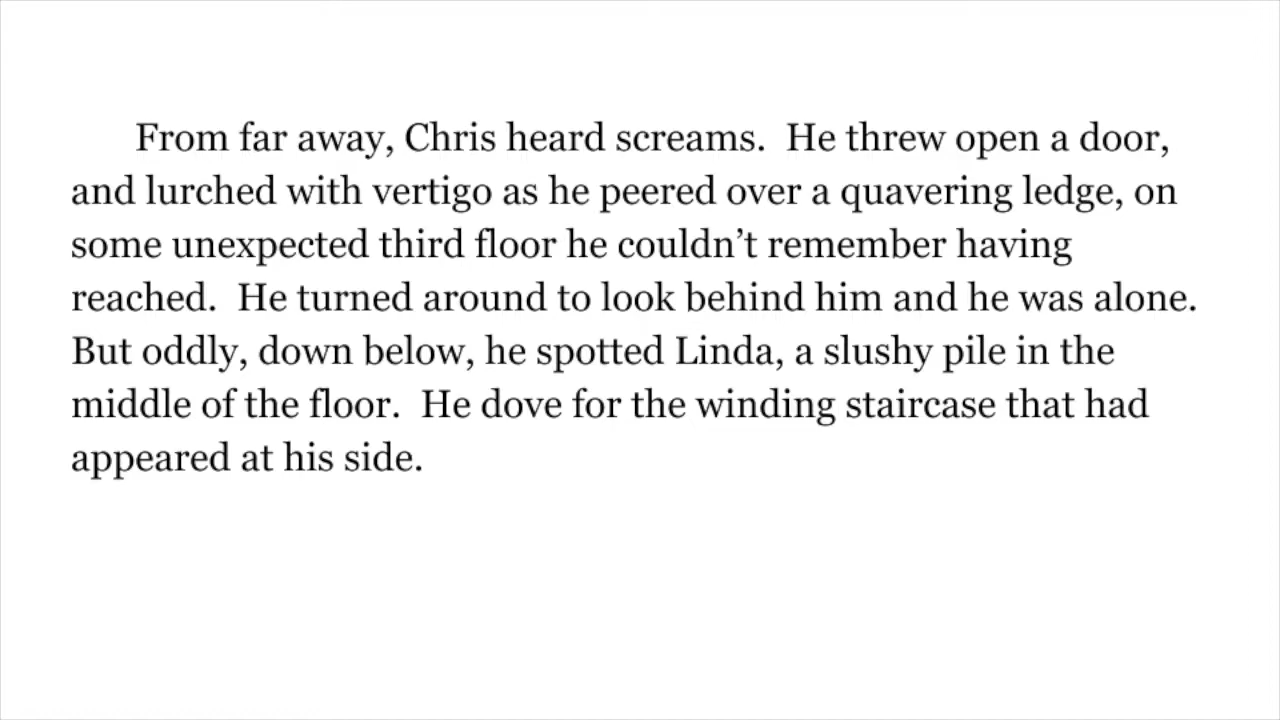 From far away, Chris heard screams.  He threw open a door,
and lurched with vertigo as he peered over a quavering ledge, on
some unexpected third floor he couldn’t remember having
reached.  He turned around to look behind him and he was alone.
But oddly, down below, he spotted Linda, a slushy pile in the
middle of the floor.  He dove for the winding staircase that had
appeared at his side.